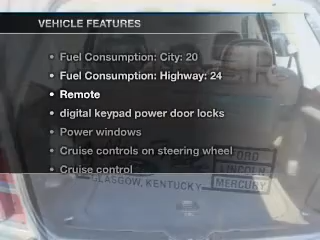 VEHICLE FEATURES
• Fuel Consumption: City: 20
• Fuel Consumption: Highway: 24
• Remote
• digital keypad power door locks
• Power windows
• Cruise controls on steering wheel
• Cruise control
FORD
LINCOLN
GLASGOW, KENTUCKY
MERCURY